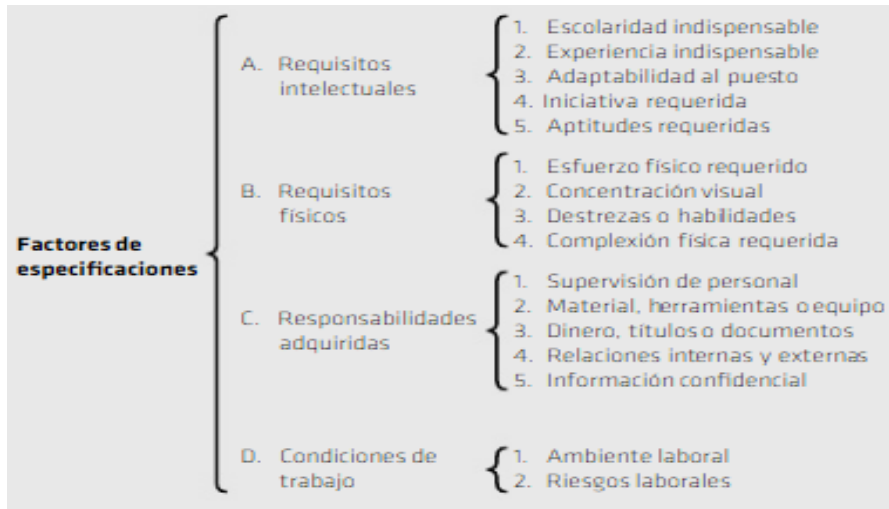 Factores de
especificaciones
A. Requisitos
intelectuales
1. Escolaridad indispensable
2. Experiencia indispensable
3. Adaptabilidad al puesto
4. Iniciativa requerida
5. Aptitudes requeridas
B. Requisitos
físicos
1. Esfuerzo físico requerido
2. Concentración visual
3. Destrezas o habilidades
4. Complexión física requerida
C. Responsabilidades
adquiridas
1. Supervisión de personal
2. Material, herramientas o equipo
3. Dinero, títulos o documentos
4. Relaciones internas y externas
5. Información confidencial
D. Condiciones de
trabajo
1. Ambiente laboral
2. Riesgos laborales